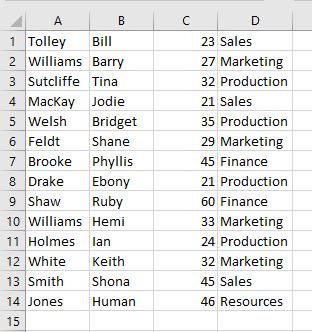 A B C D
1 Tolley Bill 23 Sales
2 Williams Barry 27 Marketing
3 Sutcliffe Tina 32 Production
4 MacKay Jodie 21 Sales
5 Welsh Bridget 35 Production
6 Feldt Shane 29 Marketing
7 Brooke Phyllis 45 Finance
8 Drake Ebony 21 Production
9 Shaw Ruby 60 Finance
10 Williams Hemi 33 Marketing
11 Holmes Ian 24 Production
12 White Keith 32 Marketing
13 Smith Shona 45 Sales
14 Jones Human 46 Resources
15